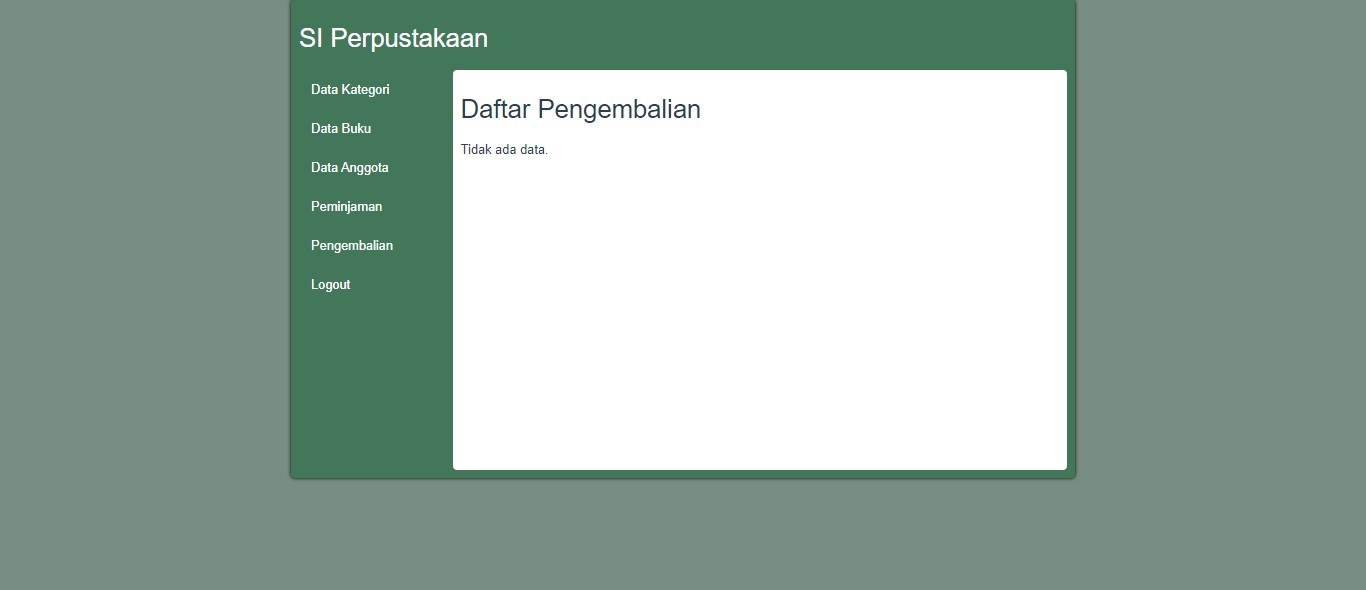 SI Perpustakaan
Data Kategori
Data Buku
Data Anggota
Peminjaman
Pengembalian
Logout
Daftar Pengembalian
Tidak ada data.